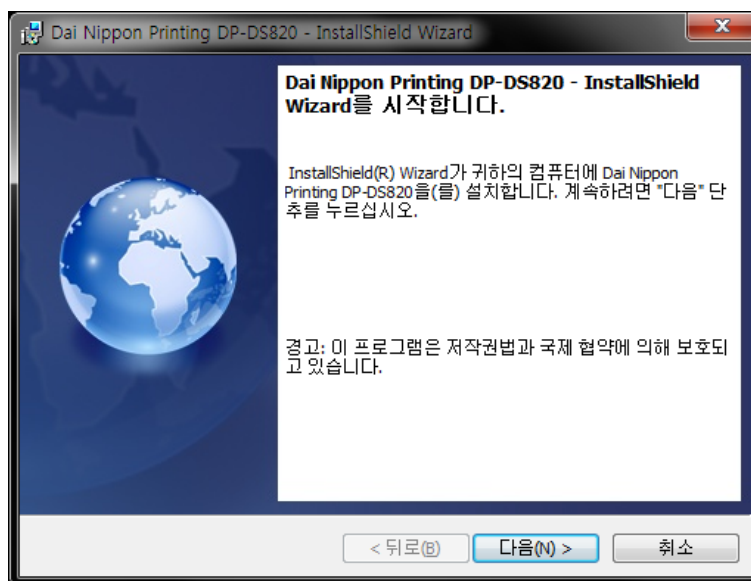 Dai Nippon Printing DP-DS820 - InstallShield Wizard
Dai Nippon Printing DP-DS820 - InstallShield
Wizard를 시작합니다.
InstallShield(R) Wizard가 귀하의 컴퓨터에 Dai Nippon
Printing DP-DS820을(를) 설치합니다. 계속하려면 "다음" 단
추를 누르십시오.
경고: 이 프로그램은 저작권법과 국제 협약에 의해 보호되
고 있습니다.
< 뒤로(B)
다음(N) >
취소